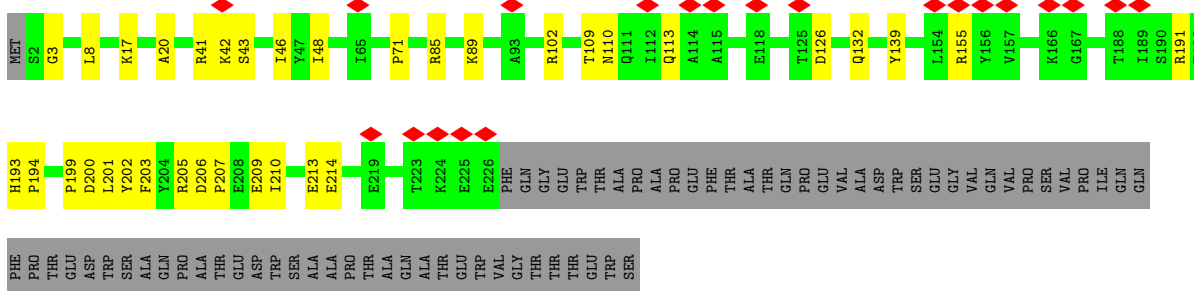 MET S2 G3 L8 K17 A20 R41 K42 S43 I46 Y47 I48 I65 P71 R85 K89 A93 R102 T109 N110 Q111 I112 Q113 A114 A115 E118 T125 D126 Q132 Y139 L154 R155 Y156 V157 K166 G167 T188 I189 S190 R191
H193 P194 P199 D200 L201 Y202 F203 Y204 R205 D206 P207 E208 E209 I210 E213 E214 E219 T223 K224 E225 E226 PHE GLN GLY GLU TRP THR ALA PRO ALA PRO GLU PHE THR ALA THR GLN PRO GLU VAL ALA ASP TRP SER GLU GLY VAL GLN VAL PRO SER VAL PRO ILE GLN GLN
PHE PRO THR GLU ASP TRP SER ALA GLN PRO ALA THR GLU ASP TRP SER ALA ALA PRO THR ALA GLN ALA THR GLU TRP VAL GLY THR THR THR GLU TRP SER